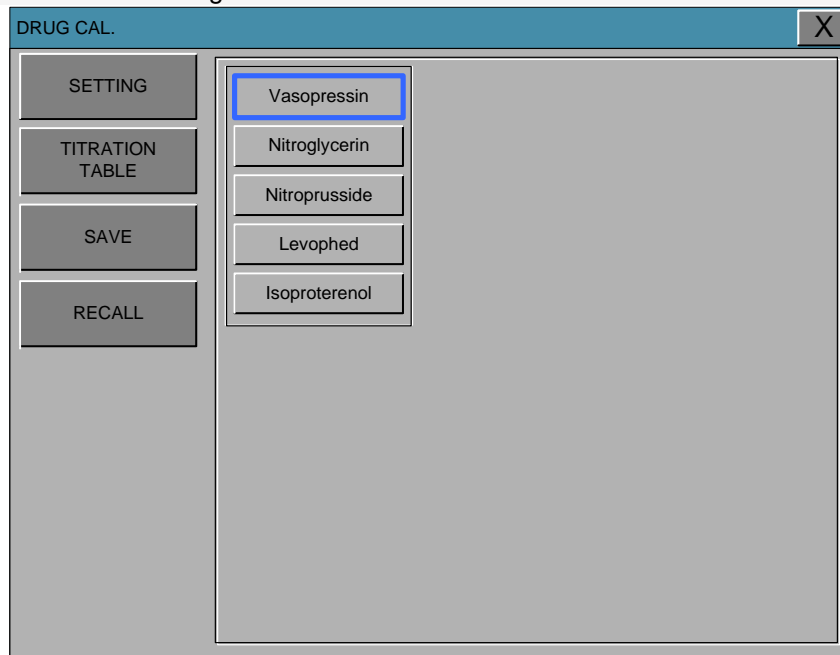 DRUG CAL.
X
SETTING
TITRATION
TABLE
SAVE
RECALL
Vasopressin
Nitroglycerin
Nitroprusside
Levophed
Isoproterenol